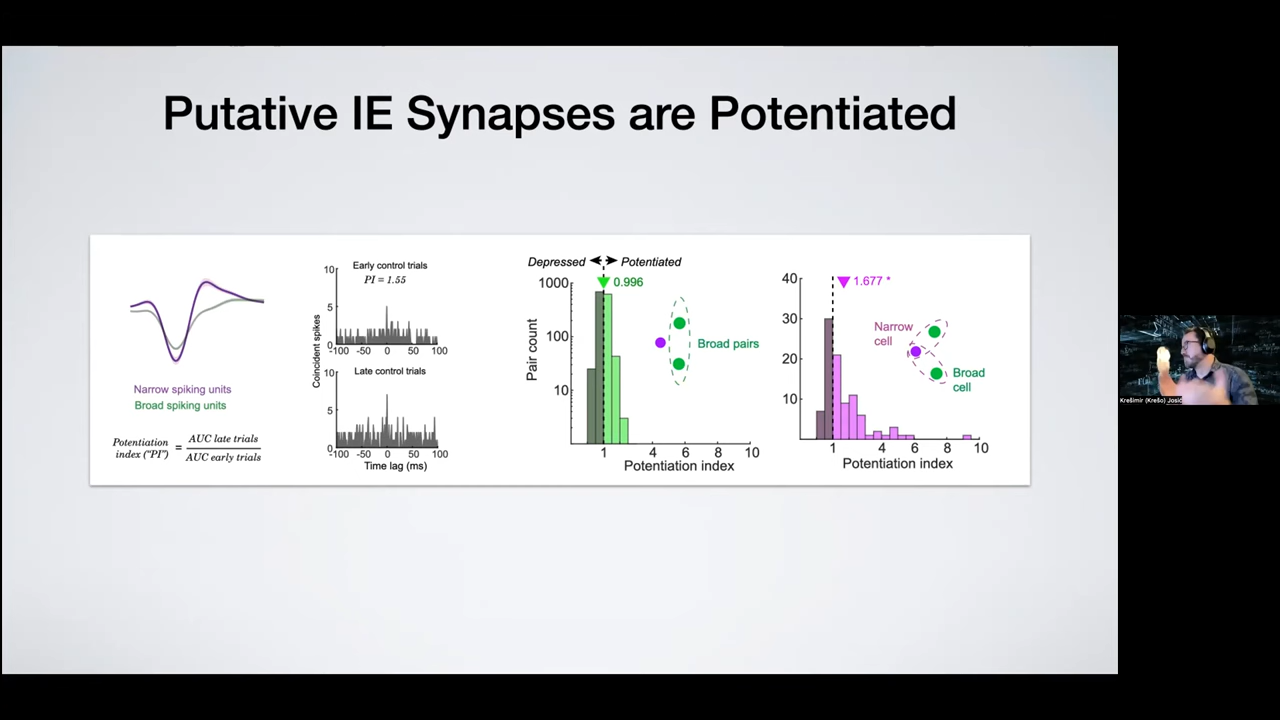 Putative IE Synapses are Potentiated
Narrow spiking units
Broad spiking units
Potentiation index ("PI") = AUC late trials / AUC early trials
Early control trials
PI = 1.55
10
5
0
-100 -50 0 50 100
Coincident spikes
Late control trials
10
5
0
-100 -50 0 50 100
Time lag (ms)
Depressed Potentiated
0.996
1000
100
10
Pair count
Broad pairs
1 4 6 8 10
Potentiation index
1.677 *
40
30
20
10
Narrow
cell
Broad
cell
1 4 6 8 10
Potentiation index
Krešimir (Krešo) Josić